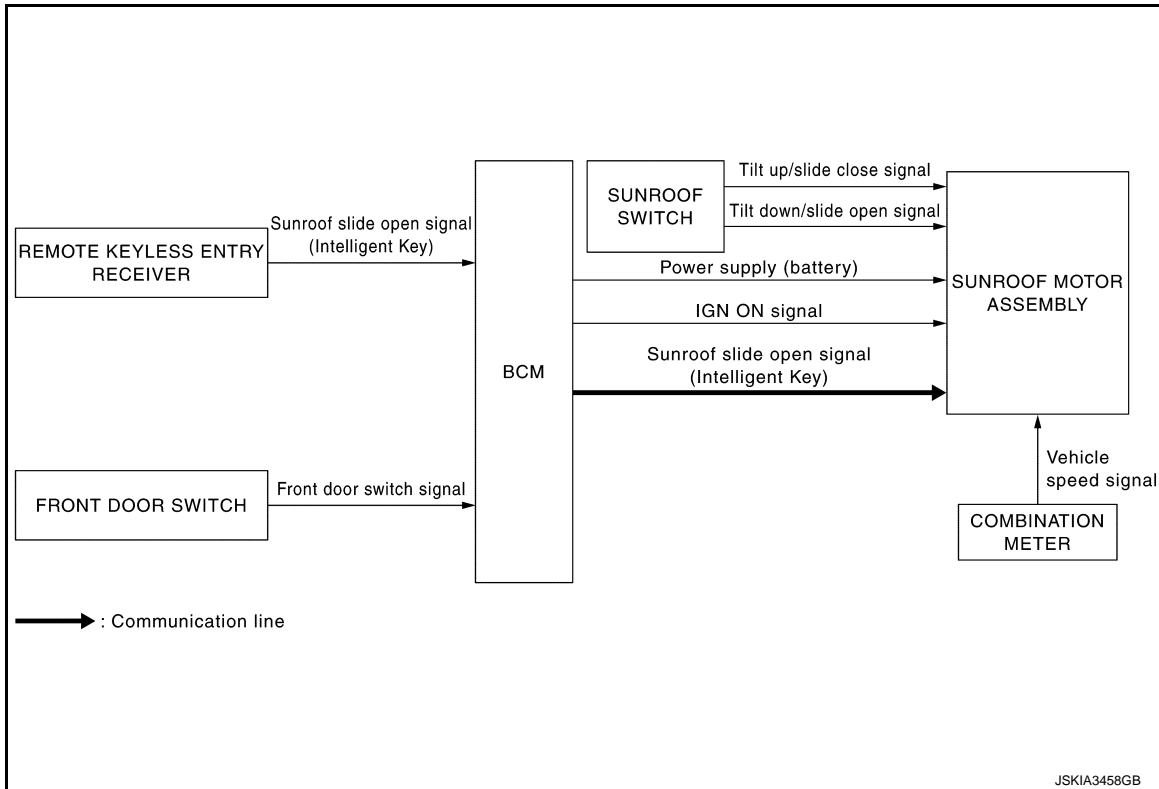 Tilt up/slide close signal
SUNROOF
SWITCH
Tilt down/slide open signal
Sunroof slide open signal
(Intelligent Key)
REMOTE KEYLESS ENTRY
RECEIVER
Power supply (battery)
SUNROOF MOTOR
ASSEMBLY
IGN ON signal
BCM
Sunroof slide open signal
(Intelligent Key)
Vehicle
speed signal
FRONT DOOR SWITCH
Front door switch signal
COMBINATION
METER
: Communication line
JSKIA3458GB